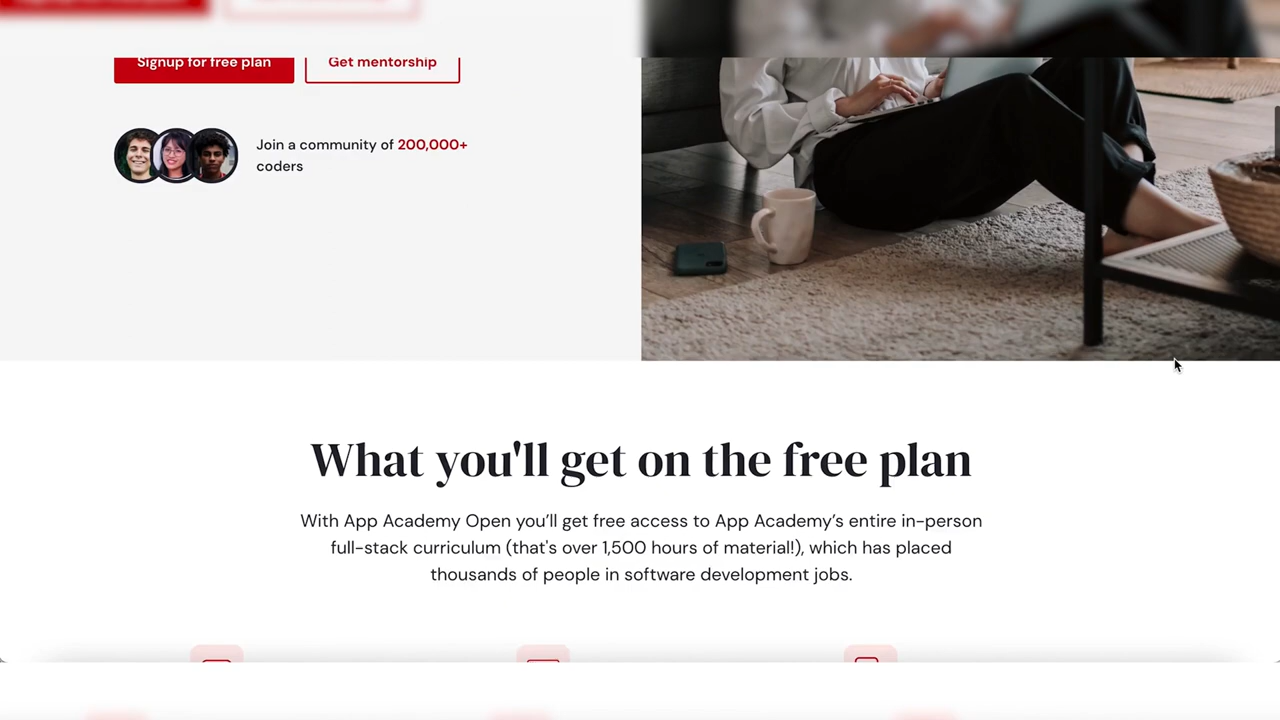 Signup for free plan
Get mentorship
Join a community of 200,000+
coders
What you'll get on the free plan
With App Academy Open you’ll get free access to App Academy’s entire in-person
full-stack curriculum (that's over 1,500 hours of material!), which has placed
thousands of people in software development jobs.